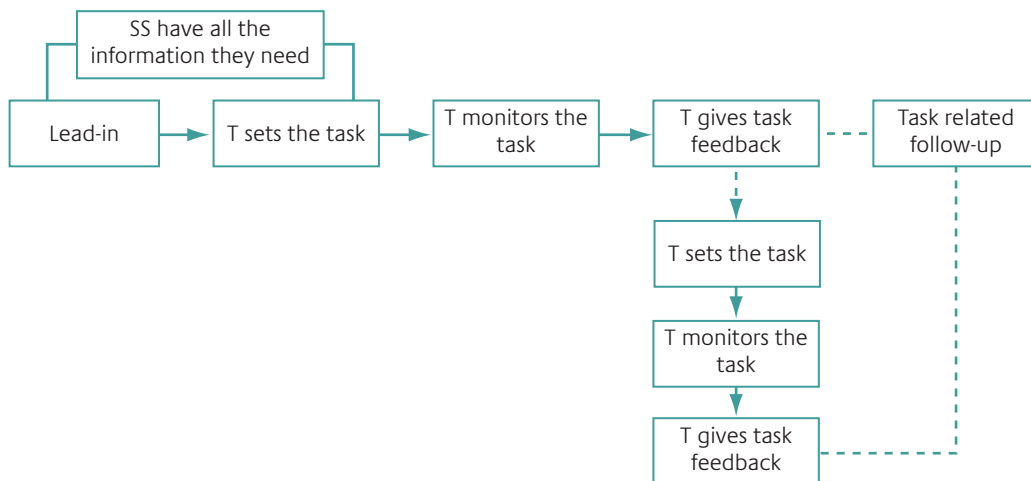 SS have all the
information they need
Lead-in
T sets the task
T monitors the
task
T gives task
feedback
Task related
follow-up
T sets the task
T monitors the
task
T gives task
feedback